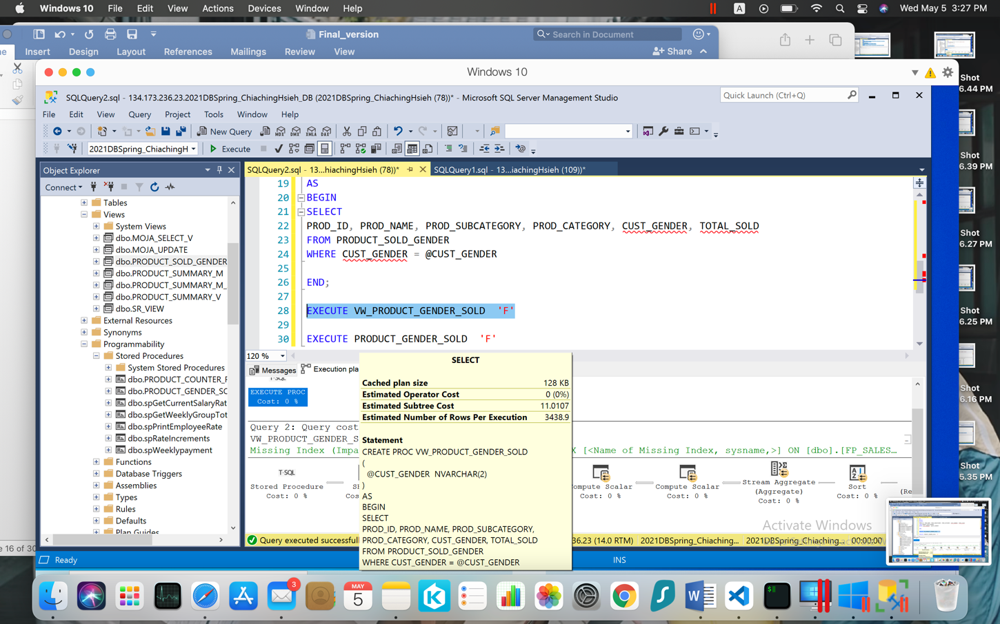 Windows 10 File Edit View Actions Devices Window Help
A
Wed May 5 3:27 PM
Final_version
Search in Document
Insert Design Layout References Mailings Review View
Share
Windows 10
Shot
6.44 PM
SQLQuery2.sql - 134.173.236.23.2021DBSpring_ChiachingHsieh_DB (2021DBSpring_ChiachingHsieh (78))* - Microsoft SQL Server Management Studio
Quick Launch (Ctrl+Q)
File Edit View Query Project Tools Window Help
New Query
MDX DMX XMLA DAX
2021DBSpring_ChiachingH
Execute
Object Explorer
SQLQuery2.sql - 13...hiachingHsieh (78))*
SQLQuery1.sql - 13...iachingHsieh (109))*
Connect
Tables
Views
System Views
dbo.MOJA_SELECT_V
dbo.MOJA_UPDATE
dbo.PRODUCT_SOLD_GENDER
dbo.PRODUCT_SUMMARY_M
dbo.PRODUCT_SUMMARY_M_
dbo.PRODUCT_SUMMARY_V
dbo.SR_VIEW
External Resources
Synonyms
Programmability
Stored Procedures
System Stored Procedures
dbo.PRODUCT_COUNTER_F
dbo.PRODUCT_GENDER_SC
dbo.spGetCurrentSalaryRat
dbo.spGetWeeklyGroupTot
dbo.spPrintEmployeeRate
dbo.spRateIncrements
dbo.spWeeklypayment
Functions
Database Triggers
Assemblies
Types
Rules
Defaults
Plan Guides
19 AS
20 BEGIN
21 SELECT
22 PROD_ID, PROD_NAME, PROD_SUBCATEGORY, PROD_CATEGORY, CUST_GENDER, TOTAL_SOLD
23 FROM PRODUCT_SOLD_GENDER
24 WHERE CUST_GENDER = @CUST_GENDER
25
26 END;
27
28 EXECUTE VW_PRODUCT_GENDER_SOLD 'F'
29
30 EXECUTE PRODUCT_GENDER_SOLD 'F'
120 %
Messages
Execution pla
T-SQL
EXECUTE PROC
Cost: 0 %
Query 2: Query cost
VW_PRODUCT_GENDER_S
Missing Index (Impa
X [<Name of Missing Index, sysname,>] ON [dbo].[FP_SALES...
T-SQL
Stored Procedure
Cost: 0 %
SE
Cos
Compute Scalar
Cost: 0 %
Compute Scalar
Cost: 0 %
Stream Aggregate
(Aggregate)
Cost: 0 %
Sort
Cost: 0 %
(Re
SELECT
Cached plan size 128 KB
Estimated Operator Cost 0 (0%)
Estimated Subtree Cost 11.0107
Estimated Number of Rows Per Execution 3438.9
Statement
CREATE PROC VW_PRODUCT_GENDER_SOLD
(
@CUST_GENDER NVARCHAR(2)
)
AS
BEGIN
SELECT
PROD_ID, PROD_NAME, PROD_SUBCATEGORY,
PROD_CATEGORY, CUST_GENDER, TOTAL_SOLD
FROM PRODUCT_SOLD_GENDER
WHERE CUST_GENDER = @CUST_GENDER
Query executed successfull
36.23 (14.0 RTM)
2021DBSpring_Chiaching...
2021DBSpring_Chiaching...
00:00:00
Activate Windows
Ready
INS
e 16 of 30
Shot
6.39 PM
Shot
6.27 PM
Shot
6.25 PM
Shot
6.16 PM
Shot
5.35 PM
3
MAY
5